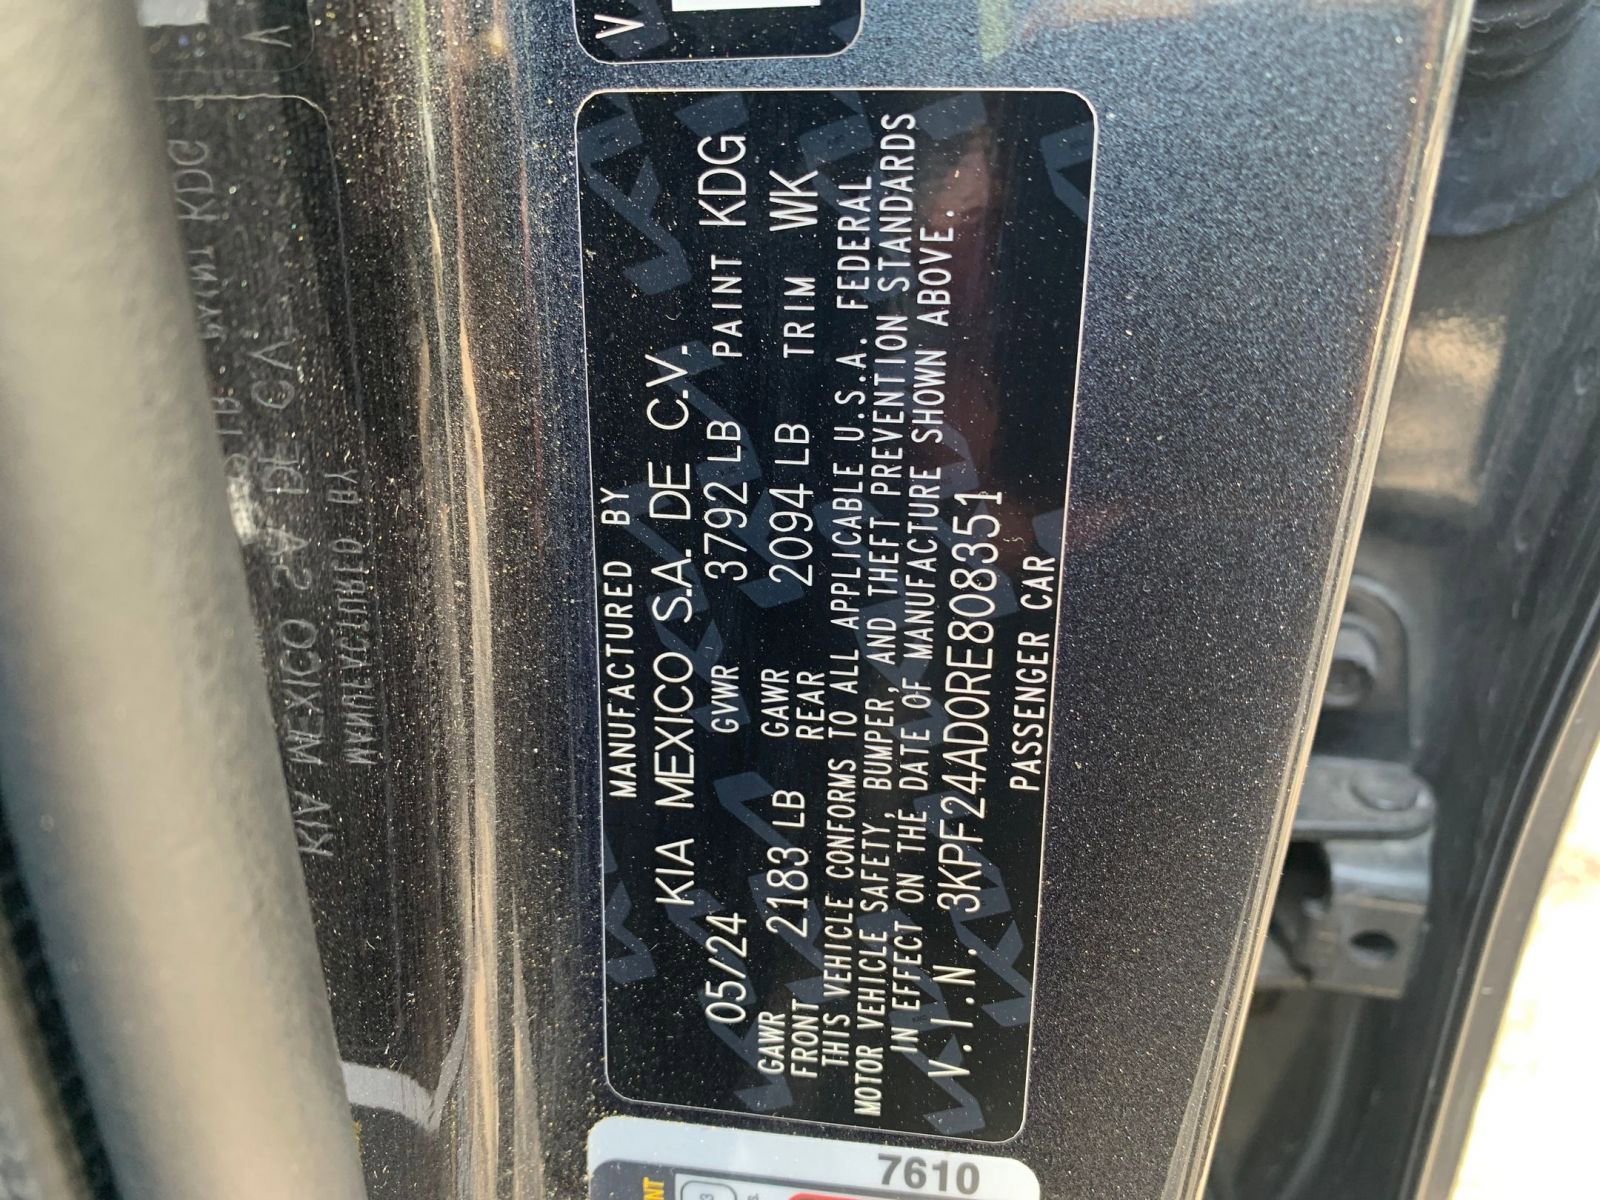 V
MANUFACTURED BY
KIA MEXICO S.A. DE C.V.
05/24 GVWR 3792 LB PAINT KDG
GAWR FRONT 2183 LB GAWR REAR 2094 LB TRIM WK
THIS VEHICLE CONFORMS TO ALL APPLICABLE U.S.A. FEDERAL
MOTOR VEHICLE SAFETY, BUMPER, AND THEFT PREVENTION STANDARDS
IN EFFECT ON THE DATE OF MANUFACTURE SHOWN ABOVE.
V.I.N. 3KPF24AD0RE808351
PASSENGER CAR
7610